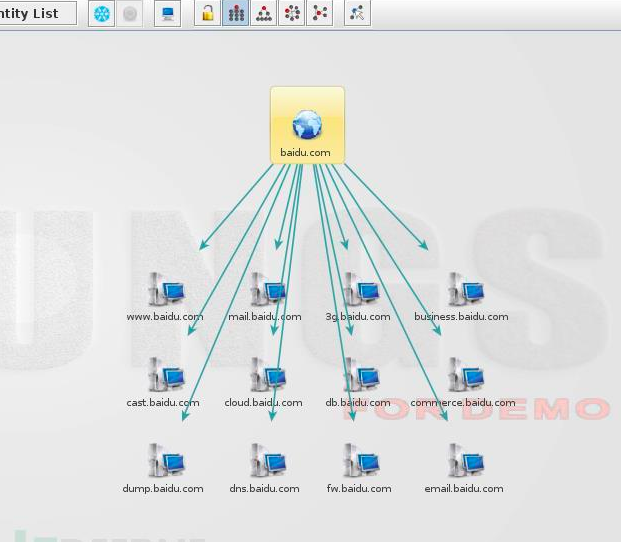 ntity List
baidu.com
UNGS
www.baidu.com
mail.baidu.com
3g.baidu.com
business.baidu.com
cast.baidu.com
cloud.baidu.com
db.baidu.com
commerce.baidu.com
FOR DEMO
dump.baidu.com
dns.baidu.com
fw.baidu.com
email.baidu.com